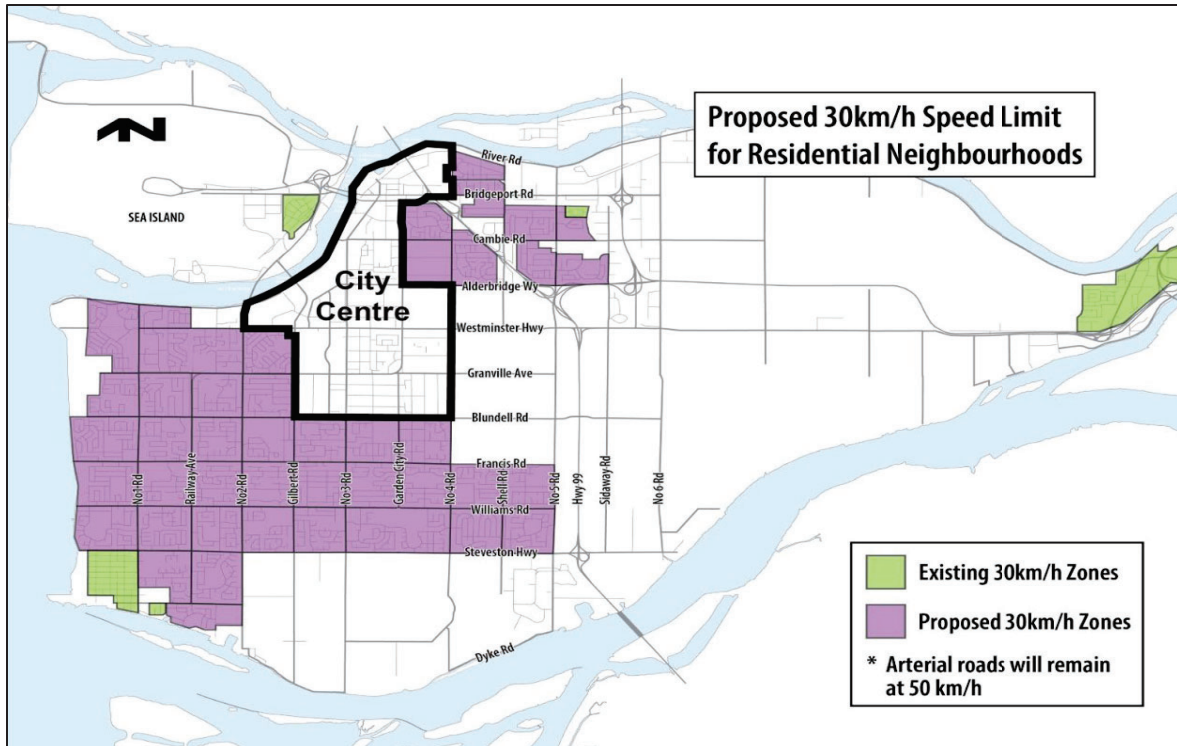 Proposed 30km/h Speed Limit
for Residential Neighbourhoods
N
River Rd
Bridgeport Rd
SEA ISLAND
Cambie Rd
City
Centre
Alderbridge Wy
Westminster Hwy
Granville Ave
Blundell Rd
Francis Rd
No 1 Rd
Railway Ave
No 2 Rd
Gilbert Rd
No 3 Rd
Garden City Rd
No 4 Rd
Shell Rd
No 5 Rd
Hwy 99
Sidaway Rd
No 6 Rd
Williams Rd
Steveston Hwy
Dyke Rd
Existing 30km/h Zones
Proposed 30km/h Zones
* Arterial roads will remain
at 50 km/h